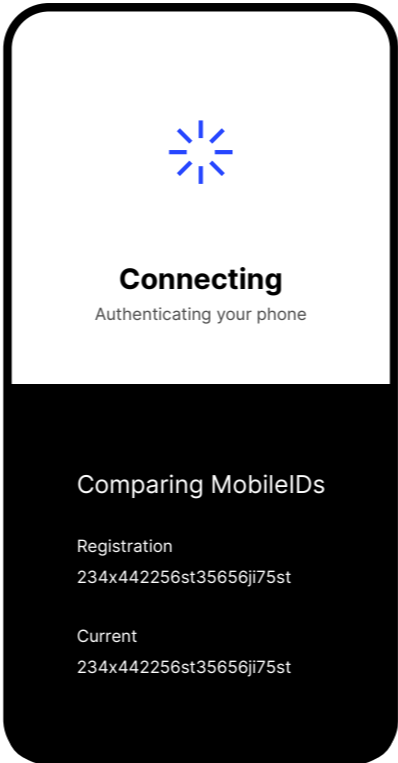 Connecting
Authenticating your phone
Comparing MobileIDs
Registration
234x442256st35656ji75st
Current
234x442256st35656ji75st